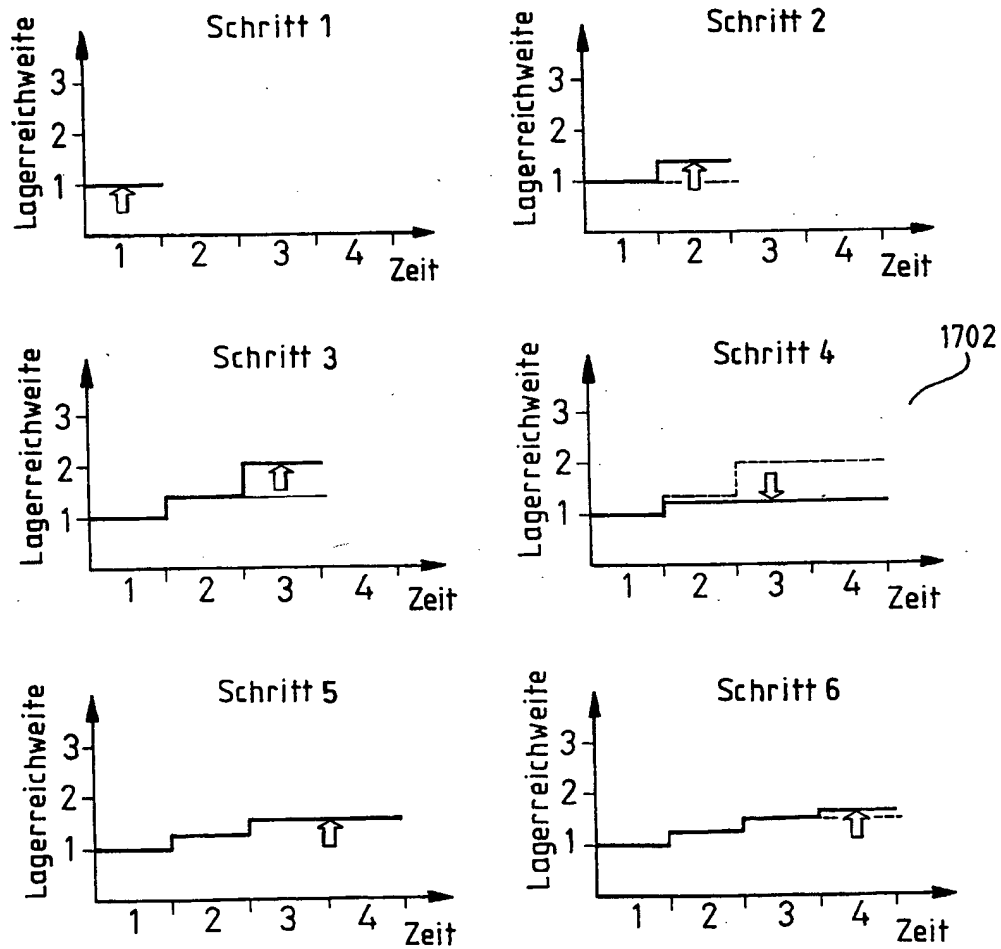 Schritt 1
Lagerreichweite
3
2
1
1 2 3 4 Zeit
Schritt 2
Lagerreichweite
3
2
1
1 2 3 4 Zeit
Schritt 3
Lagerreichweite
3
2
1
1 2 3 4 Zeit
Schritt 4
1702
Lagerreichweite
3
2
1
1 2 3 4 Zeit
Schritt 5
Lagerreichweite
3
2
1
1 2 3 4 Zeit
Schritt 6
Lagerreichweite
3
2
1
1 2 3 4 Zeit